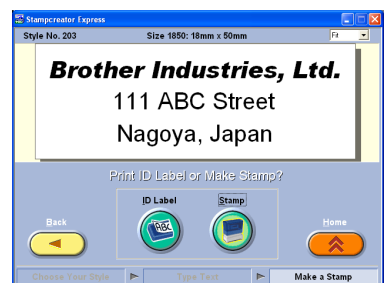 Stampcreator Express
Style No. 203 Size 1850: 18mm x 50mm Fit
Brother Industries, Ltd.
111 ABC Street
Nagoya, Japan
Print ID Label or Make Stamp?
ID Label Stamp
ABC
Back Home
Choose Your Style Type Text Make a Stamp